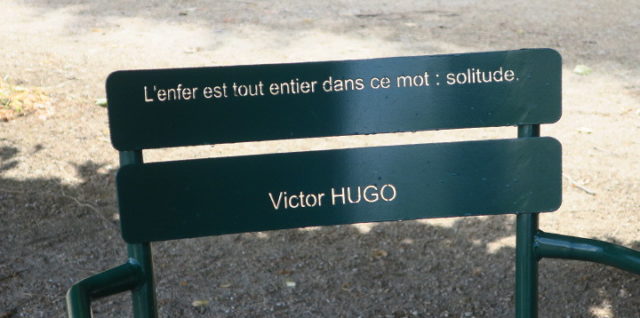 L'enfer est tout entier dans ce mot : solitude.
Victor HUGO